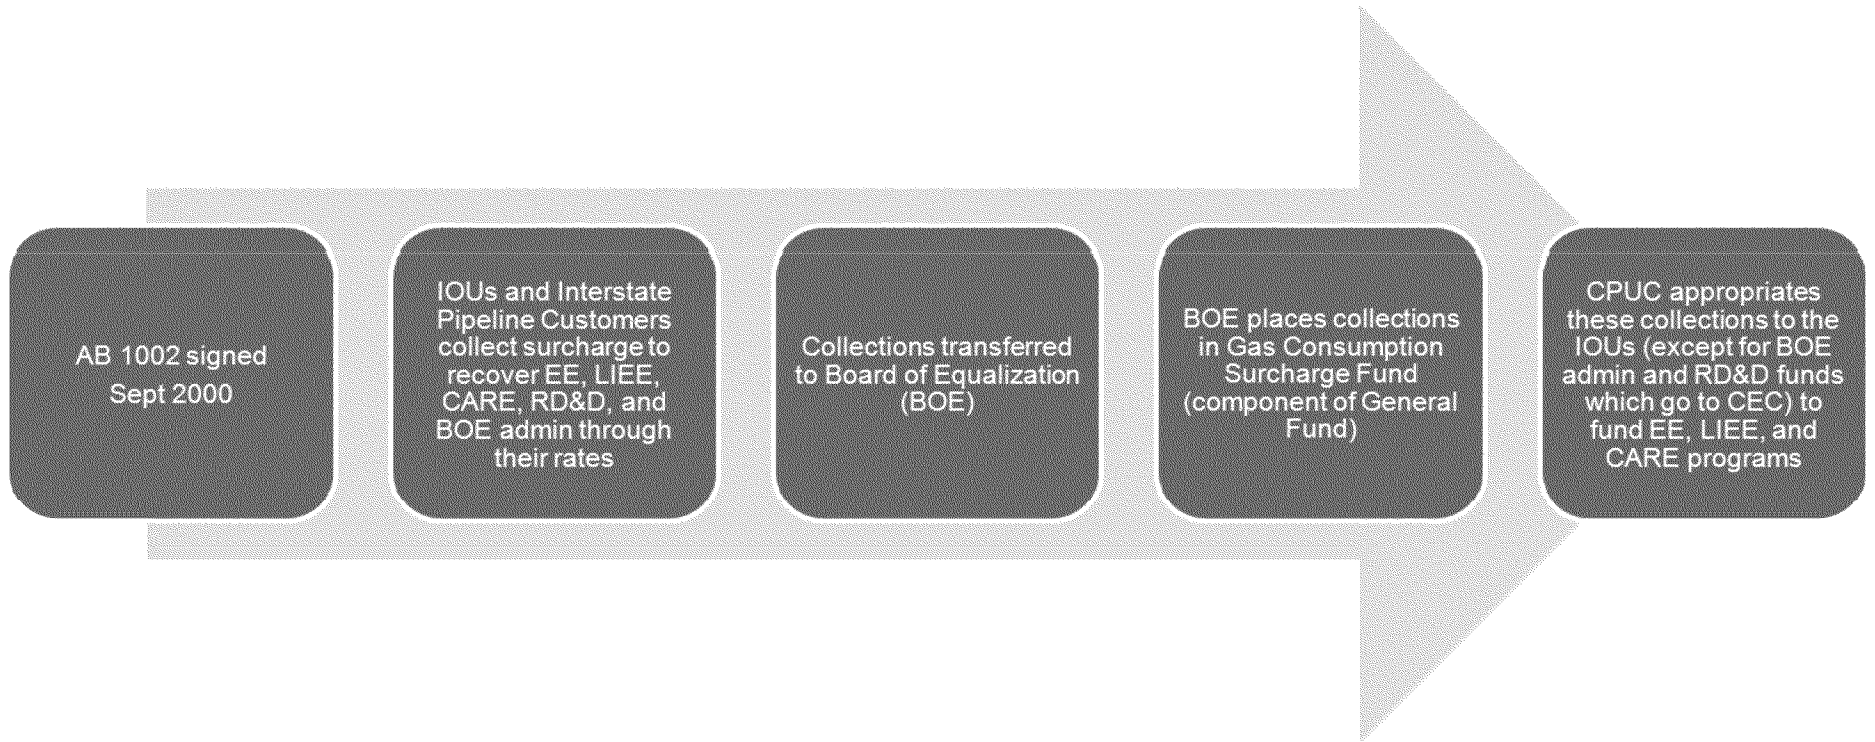 AB 1002 signed
Sept 2000
IOUs and Interstate
Pipeline Customers
collect surcharge to
recover EE, LIEE,
CARE, RD&D, and
BOE admin through
their rates
Collections transferred
to Board of Equalization
(BOE)
BOE places collections
in Gas Consumption
Surcharge Fund
(component of General
Fund)
CPUC appropriates
these collections to the
IOUs (except for BOE
admin and RD&D funds
which go to CEC) to
fund EE, LIEE, and
CARE programs